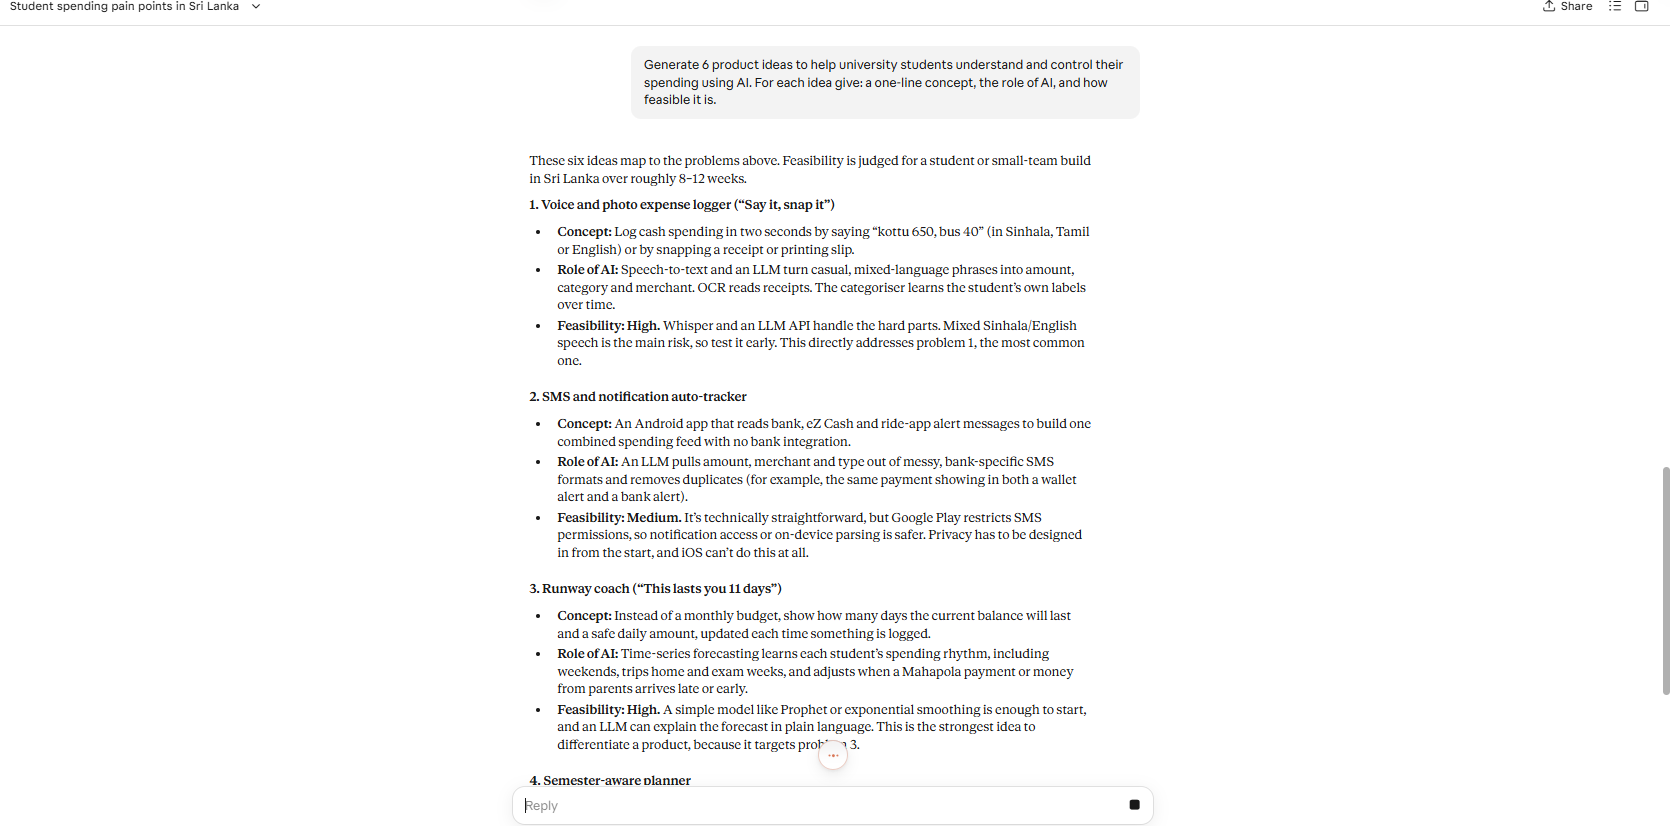 Student spending pain points in Sri Lanka
Share
Generate 6 product ideas to help university students understand and control their
spending using AI. For each idea give: a one-line concept, the role of AI, and how
feasible it is.
These six ideas map to the problems above. Feasibility is judged for a student or small-team build
in Sri Lanka over roughly 8–12 weeks.
1. Voice and photo expense logger (“Say it, snap it”)
• Concept: Log cash spending in two seconds by saying “kottu 650, bus 40” (in Sinhala, Tamil
or English) or by snapping a receipt or printing slip.
• Role of AI: Speech-to-text and an LLM turn casual, mixed-language phrases into amount,
category and merchant. OCR reads receipts. The categoriser learns the student’s own labels
over time.
• Feasibility: High. Whisper and an LLM API handle the hard parts. Mixed Sinhala/English
speech is the main risk, so test it early. This directly addresses problem 1, the most common
one.
2. SMS and notification auto-tracker
• Concept: An Android app that reads bank, eZ Cash and ride-app alert messages to build one
combined spending feed with no bank integration.
• Role of AI: An LLM pulls amount, merchant and type out of messy, bank-specific SMS
formats and removes duplicates (for example, the same payment showing in both a wallet
alert and a bank alert).
• Feasibility: Medium. It’s technically straightforward, but Google Play restricts SMS
permissions, so notification access or on-device parsing is safer. Privacy has to be designed
in from the start, and iOS can’t do this at all.
3. Runway coach (“This lasts you 11 days”)
• Concept: Instead of a monthly budget, show how many days the current balance will last
and a safe daily amount, updated each time something is logged.
• Role of AI: Time-series forecasting learns each student’s spending rhythm, including
weekends, trips home and exam weeks, and adjusts when a Mahapola payment or money
from parents arrives late or early.
• Feasibility: High. A simple model like Prophet or exponential smoothing is enough to start,
and an LLM can explain the forecast in plain language. This is the strongest idea to
differentiate a product, because it targets 3.
4. Semester-aware planner
Reply